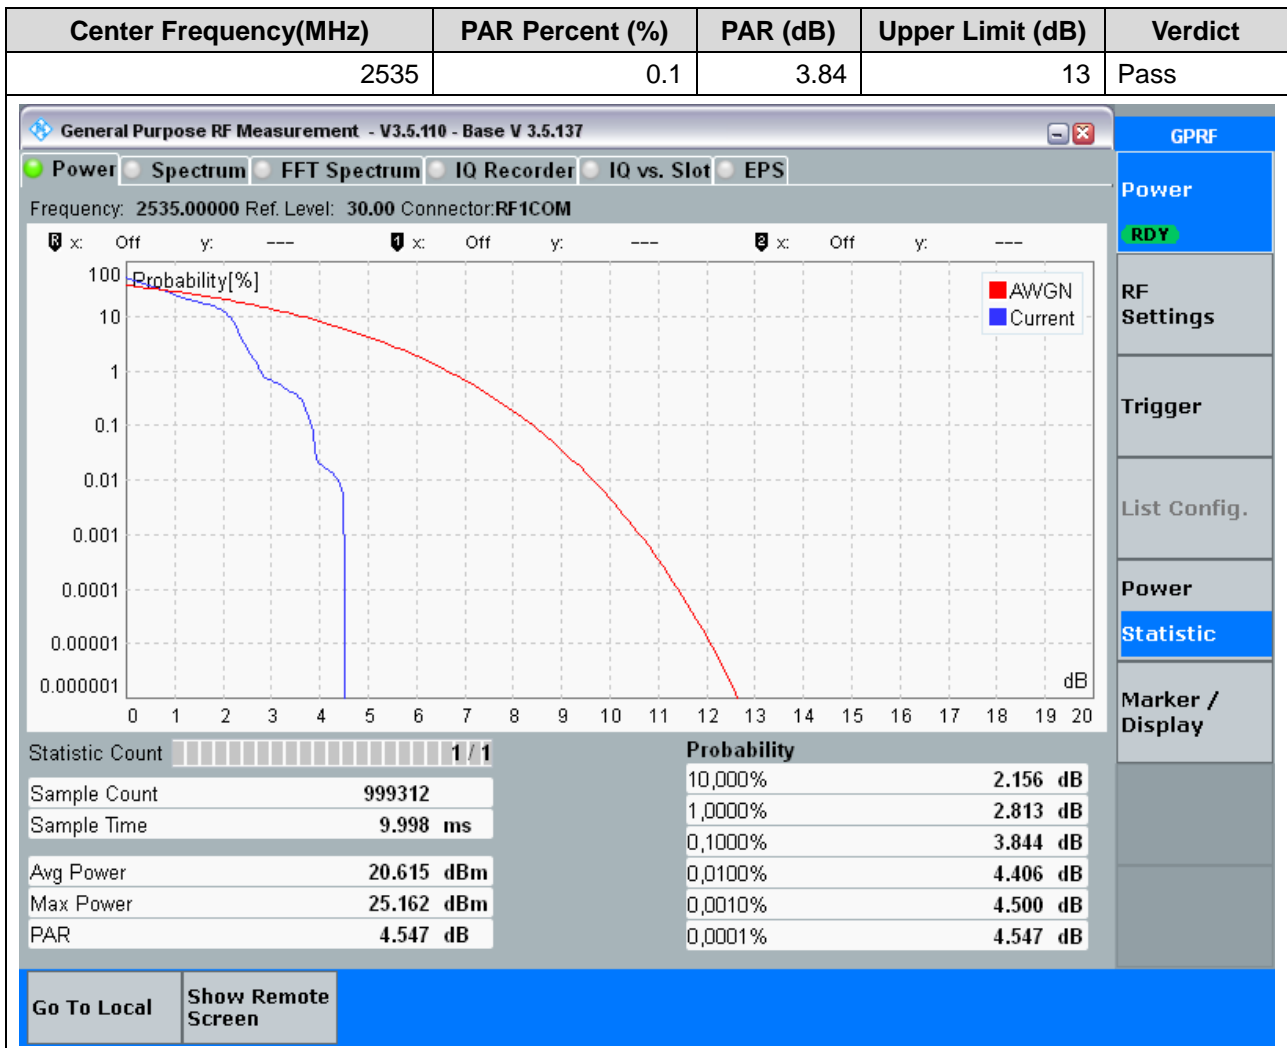 Center Frequency(MHz) PAR Percent (%) PAR (dB) Upper Limit (dB) Verdict
2535 0.1 3.84 13 Pass
General Purpose RF Measurement - V3.5.110 - Base V 3.5.137
GPRF
Power Spectrum FFT Spectrum IQ Recorder IQ vs. Slot EPS
Power
RDY
Frequency: 2535.00000 Ref. Level: 30.00 Connector:RF1COM
R x: Off y: --- 1 x: Off y: --- 2 x: Off y: ---
Probability[%]
AWGN
Current
100
10
1
0.1
0.01
0.001
0.0001
0.00001
0.000001
dB
0 1 2 3 4 5 6 7 8 9 10 11 12 13 14 15 16 17 18 19 20
RF
Settings
Trigger
List Config.
Power
Statistic
Marker /
Display
Statistic Count 1 / 1
Sample Count 999312
Sample Time 9.998 ms
Avg Power 20.615 dBm
Max Power 25.162 dBm
PAR 4.547 dB
Probability
10,000% 2.156 dB
1,0000% 2.813 dB
0,1000% 3.844 dB
0,0100% 4.406 dB
0,0010% 4.500 dB
0,0001% 4.547 dB
Go To Local
Show Remote
Screen